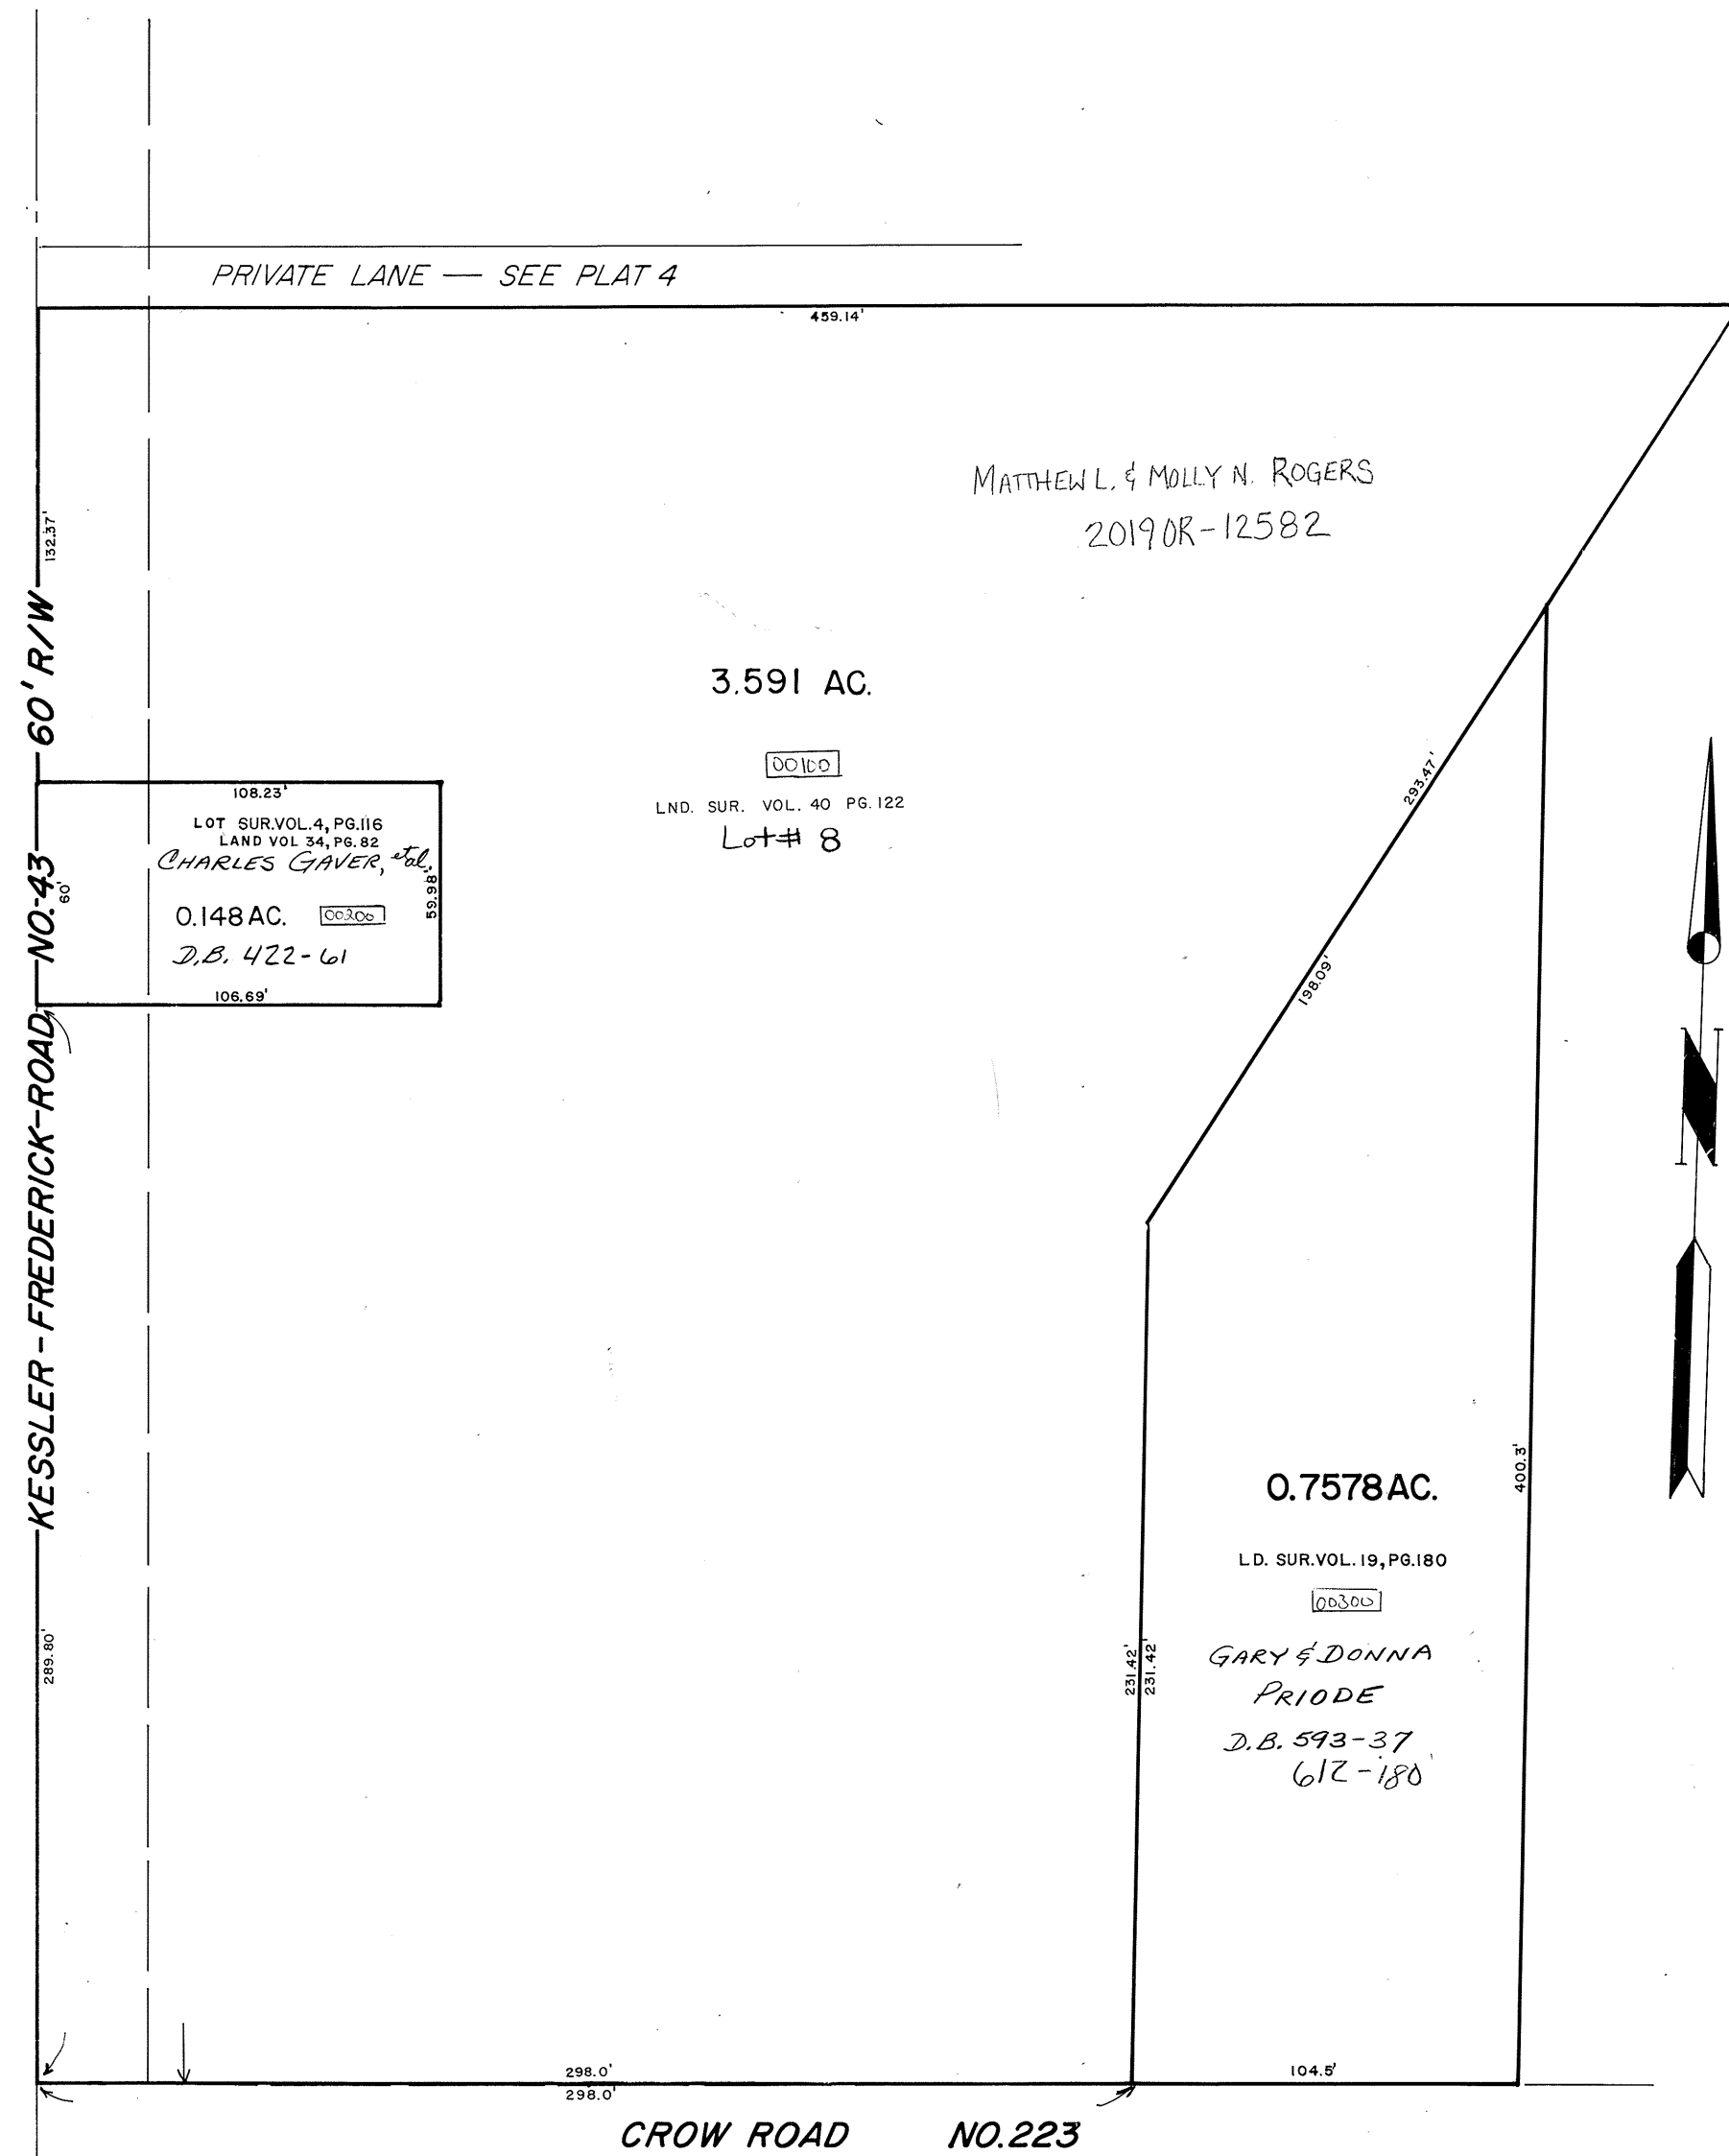 PRIVATE LANE — SEE PLAT 4
459.14'
132.37'
MATTHEW L. & MOLLY N. ROGERS
2019OR-12582
3.591 AC.
00100
LND. SUR. VOL. 40 PG. 122
Lot# 8
108.23'
LOT SUR.VOL.4, PG.116
LAND VOL 34, PG.82
CHARLES GAVER, etal.
60'
59.98'
0.148 AC. 00200
D.B. 422-61
106.69'
KESSLER-FREDERICK-ROAD NO.43 60' R/W
293.47'
198.09'
N
0.7578 AC.
400.3'
LD. SUR.VOL.19, PG.180
00300
289.80'
231.42'
231.42'
GARY & DONNA
PRIODE
D.B. 593-37
612-180
298.0'
104.5'
298.0'
CROW ROAD NO.223